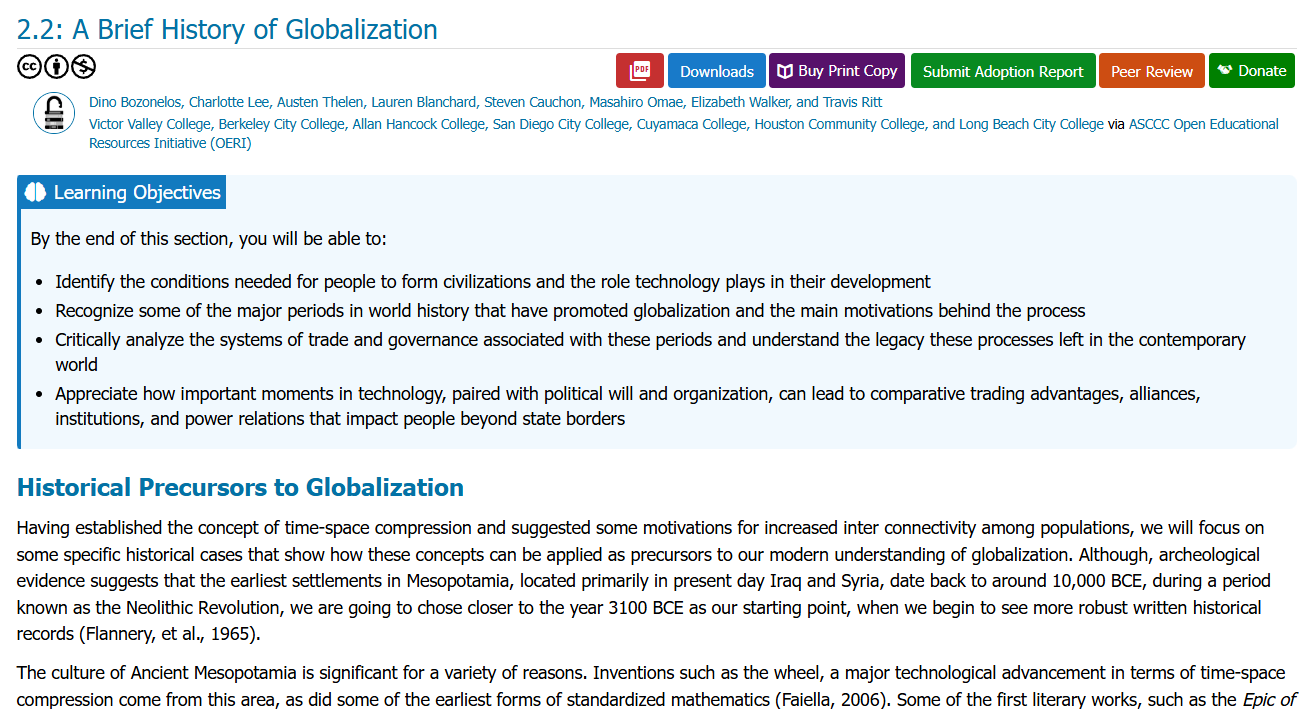 2.2: A Brief History of Globalization
cc
PDF
Downloads
Buy Print Copy
Submit Adoption Report
Peer Review
Donate
Dino Bozonelos, Charlotte Lee, Austen Thelen, Lauren Blanchard, Steven Cauchon, Masahiro Omae, Elizabeth Walker, and Travis Ritt
Victor Valley College, Berkeley City College, Allan Hancock College, San Diego City College, Cuyamaca College, Houston Community College, and Long Beach City College via ASCCC Open Educational
Resources Initiative (OERI)
Learning Objectives
By the end of this section, you will be able to:
• Identify the conditions needed for people to form civilizations and the role technology plays in their development
• Recognize some of the major periods in world history that have promoted globalization and the main motivations behind the process
• Critically analyze the systems of trade and governance associated with these periods and understand the legacy these processes left in the contemporary
world
• Appreciate how important moments in technology, paired with political will and organization, can lead to comparative trading advantages, alliances,
institutions, and power relations that impact people beyond state borders
Historical Precursors to Globalization
Having established the concept of time-space compression and suggested some motivations for increased inter connectivity among populations, we will focus on
some specific historical cases that show how these concepts can be applied as precursors to our modern understanding of globalization. Although, archeological
evidence suggests that the earliest settlements in Mesopotamia, located primarily in present day Iraq and Syria, date back to around 10,000 BCE, during a period
known as the Neolithic Revolution, we are going to chose closer to the year 3100 BCE as our starting point, when we begin to see more robust written historical
records (Flannery, et al., 1965).
The culture of Ancient Mesopotamia is significant for a variety of reasons. Inventions such as the wheel, a major technological advancement in terms of time-space
compression come from this area, as did some of the earliest forms of standardized mathematics (Faiella, 2006). Some of the first literary works, such as the Epic of